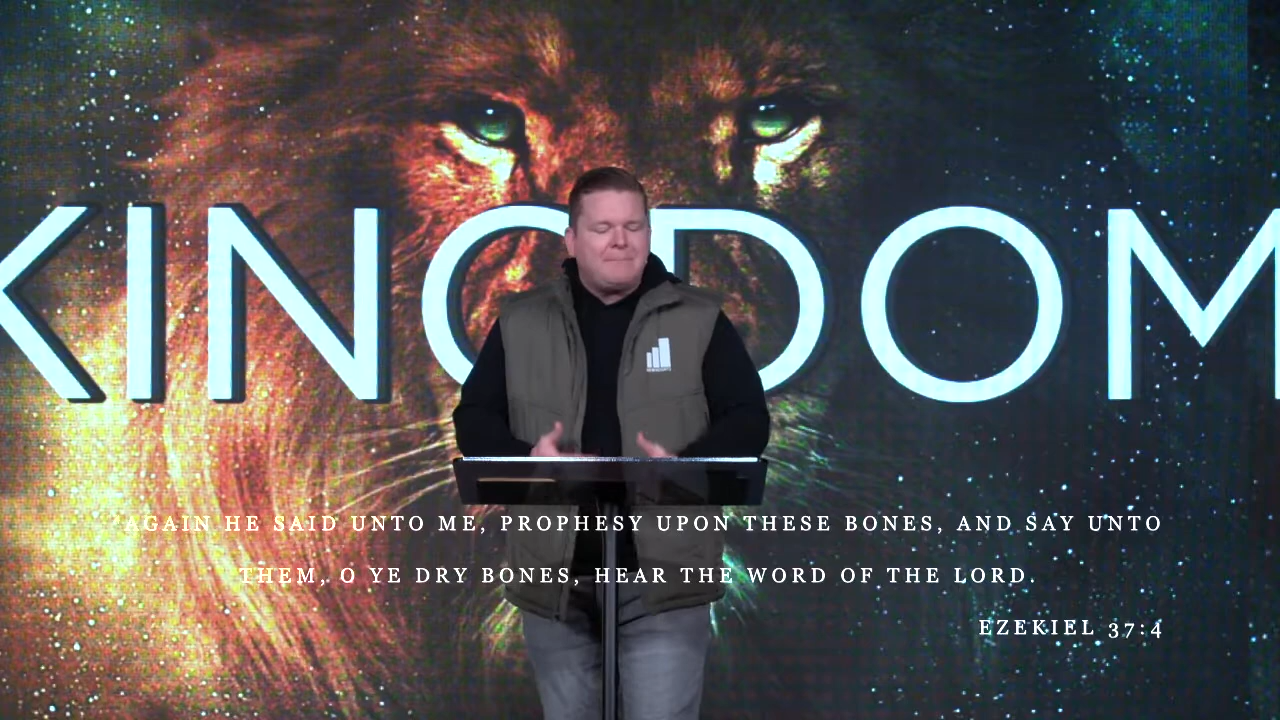 KINGDOM
AGAIN HE SAID UNTO ME, PROPHESY UPON THESE BONES, AND SAY UNTO
THEM, O YE DRY BONES, HEAR THE WORD OF THE LORD.
EZEKIEL 37:4